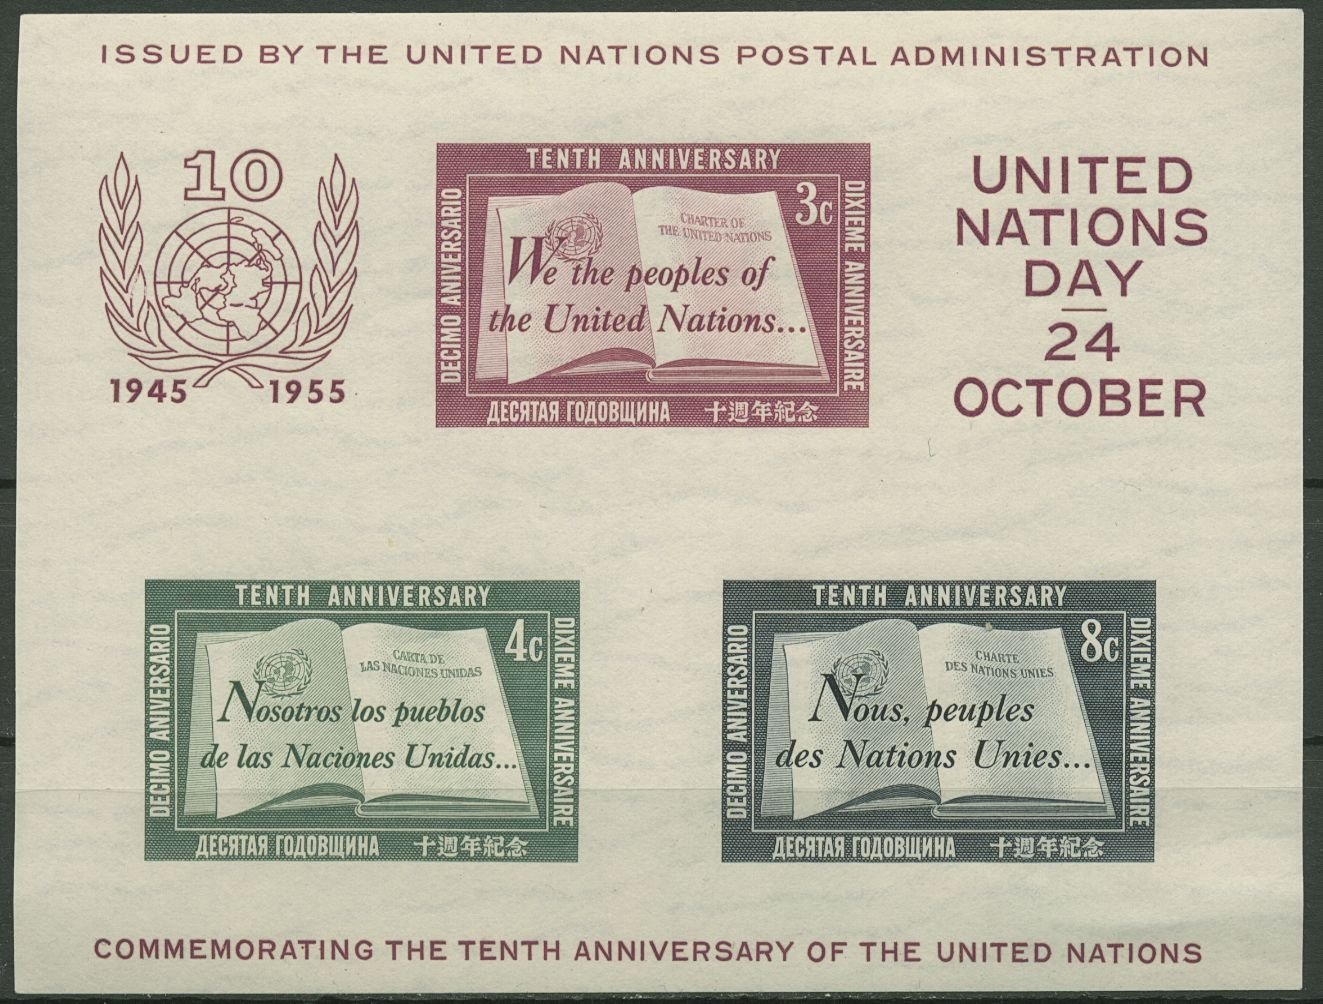 ISSUED BY THE UNITED NATIONS POSTAL ADMINISTRATION
10
1945 1955
TENTH ANNIVERSARY
DECIMO ANIVERSARIO
DIXIEME ANNIVERSAIRE
3c
CHARTER OF
THE UNITED NATIONS
We the peoples of
the United Nations...
ДЕСЯТАЯ ГОДОВЩИНА 十週年紀念
UNITED
NATIONS
DAY
—
24
OCTOBER
TENTH ANNIVERSARY
DECIMO ANIVERSARIO
DIXIEME ANNIVERSAIRE
4c
CARTA DE
LAS NACIONES UNIDAS
Nosotros los pueblos
de las Naciones Unidas...
ДЕСЯТАЯ ГОДОВЩИНА 十週年紀念
TENTH ANNIVERSARY
DECIMO ANIVERSARIO
DIXIEME ANNIVERSAIRE
8c
CHARTE
DES NATIONS UNIES
Nous, peuples
des Nations Unies...
ДЕСЯТАЯ ГОДОВЩИНА 十週年紀念
COMMEMORATING THE TENTH ANNIVERSARY OF THE UNITED NATIONS